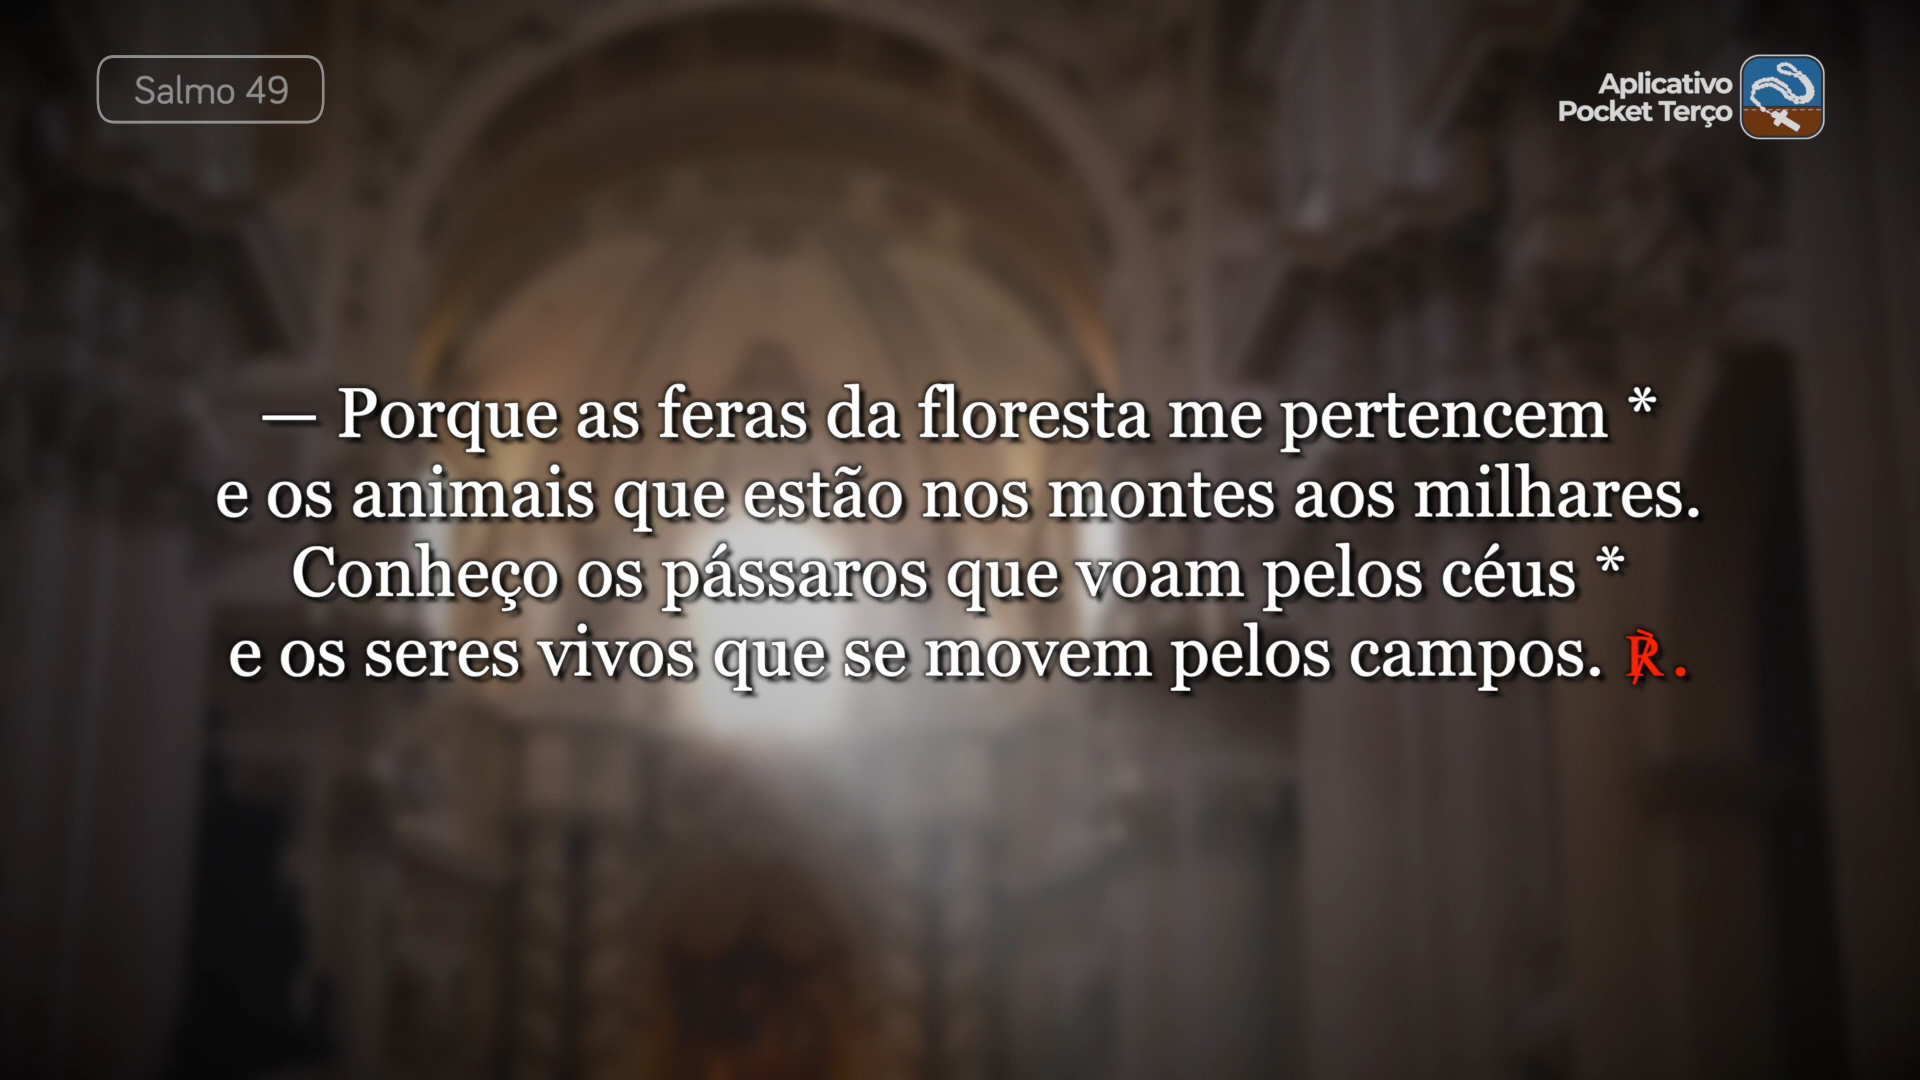 Salmo 49
Aplicativo
Pocket Terço
— Porque as feras da floresta me pertencem *
e os animais que estão nos montes aos milhares.
Conheço os pássaros que voam pelos céus *
e os seres vivos que se movem pelos campos. ℟.